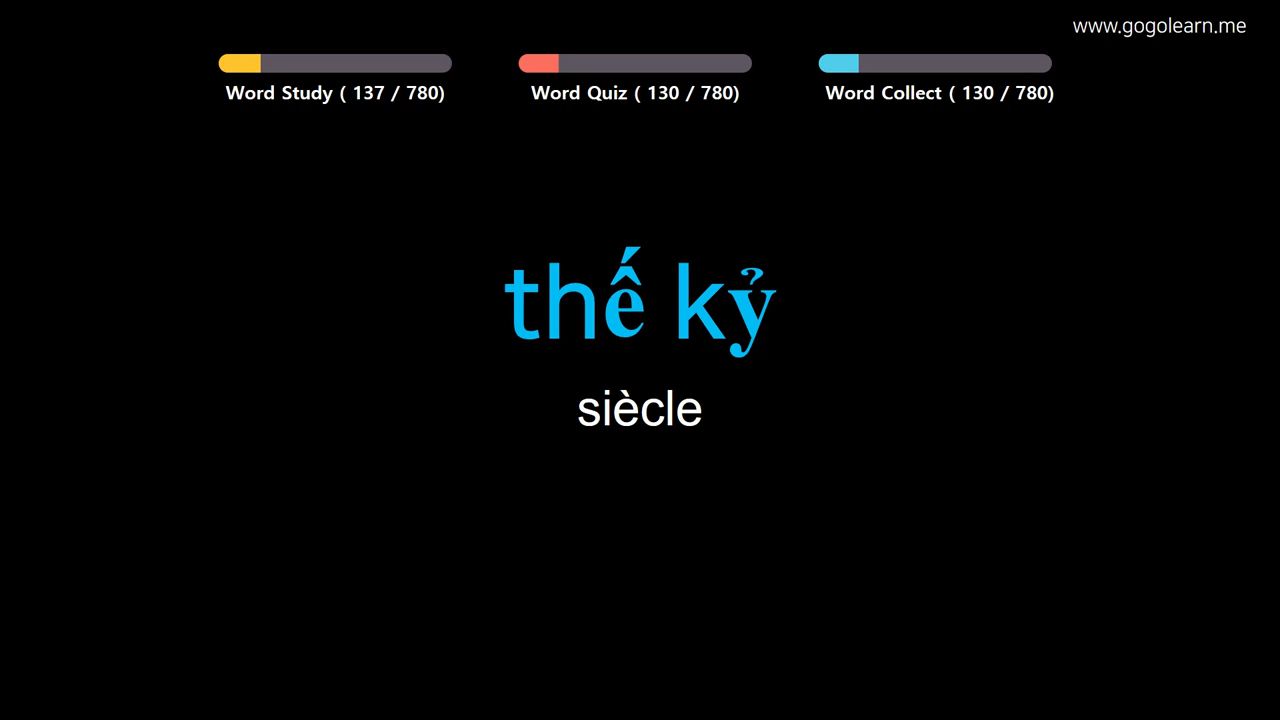 www.gogolearn.me
Word Study ( 137 / 780)
Word Quiz ( 130 / 780)
Word Collect ( 130 / 780)
thế kỷ
siècle